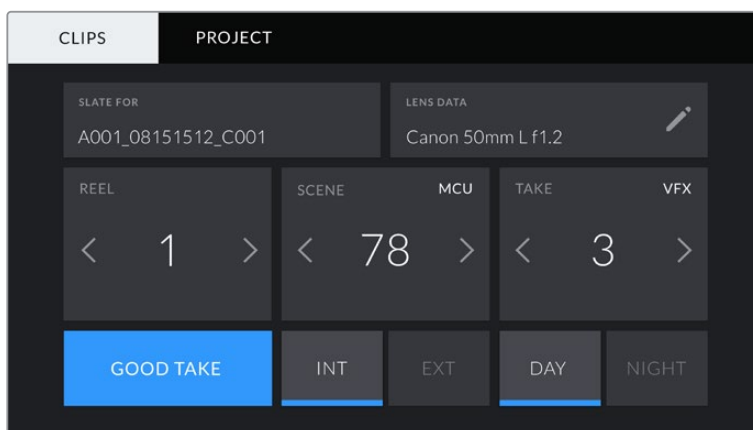 CLIPS PROJECT
SLATE FOR
A001_08151512_C001
LENS DATA
Canon 50mm L f1.2
REEL
1
SCENE MCU
78
TAKE VFX
3
GOOD TAKE
INT
EXT
DAY
NIGHT